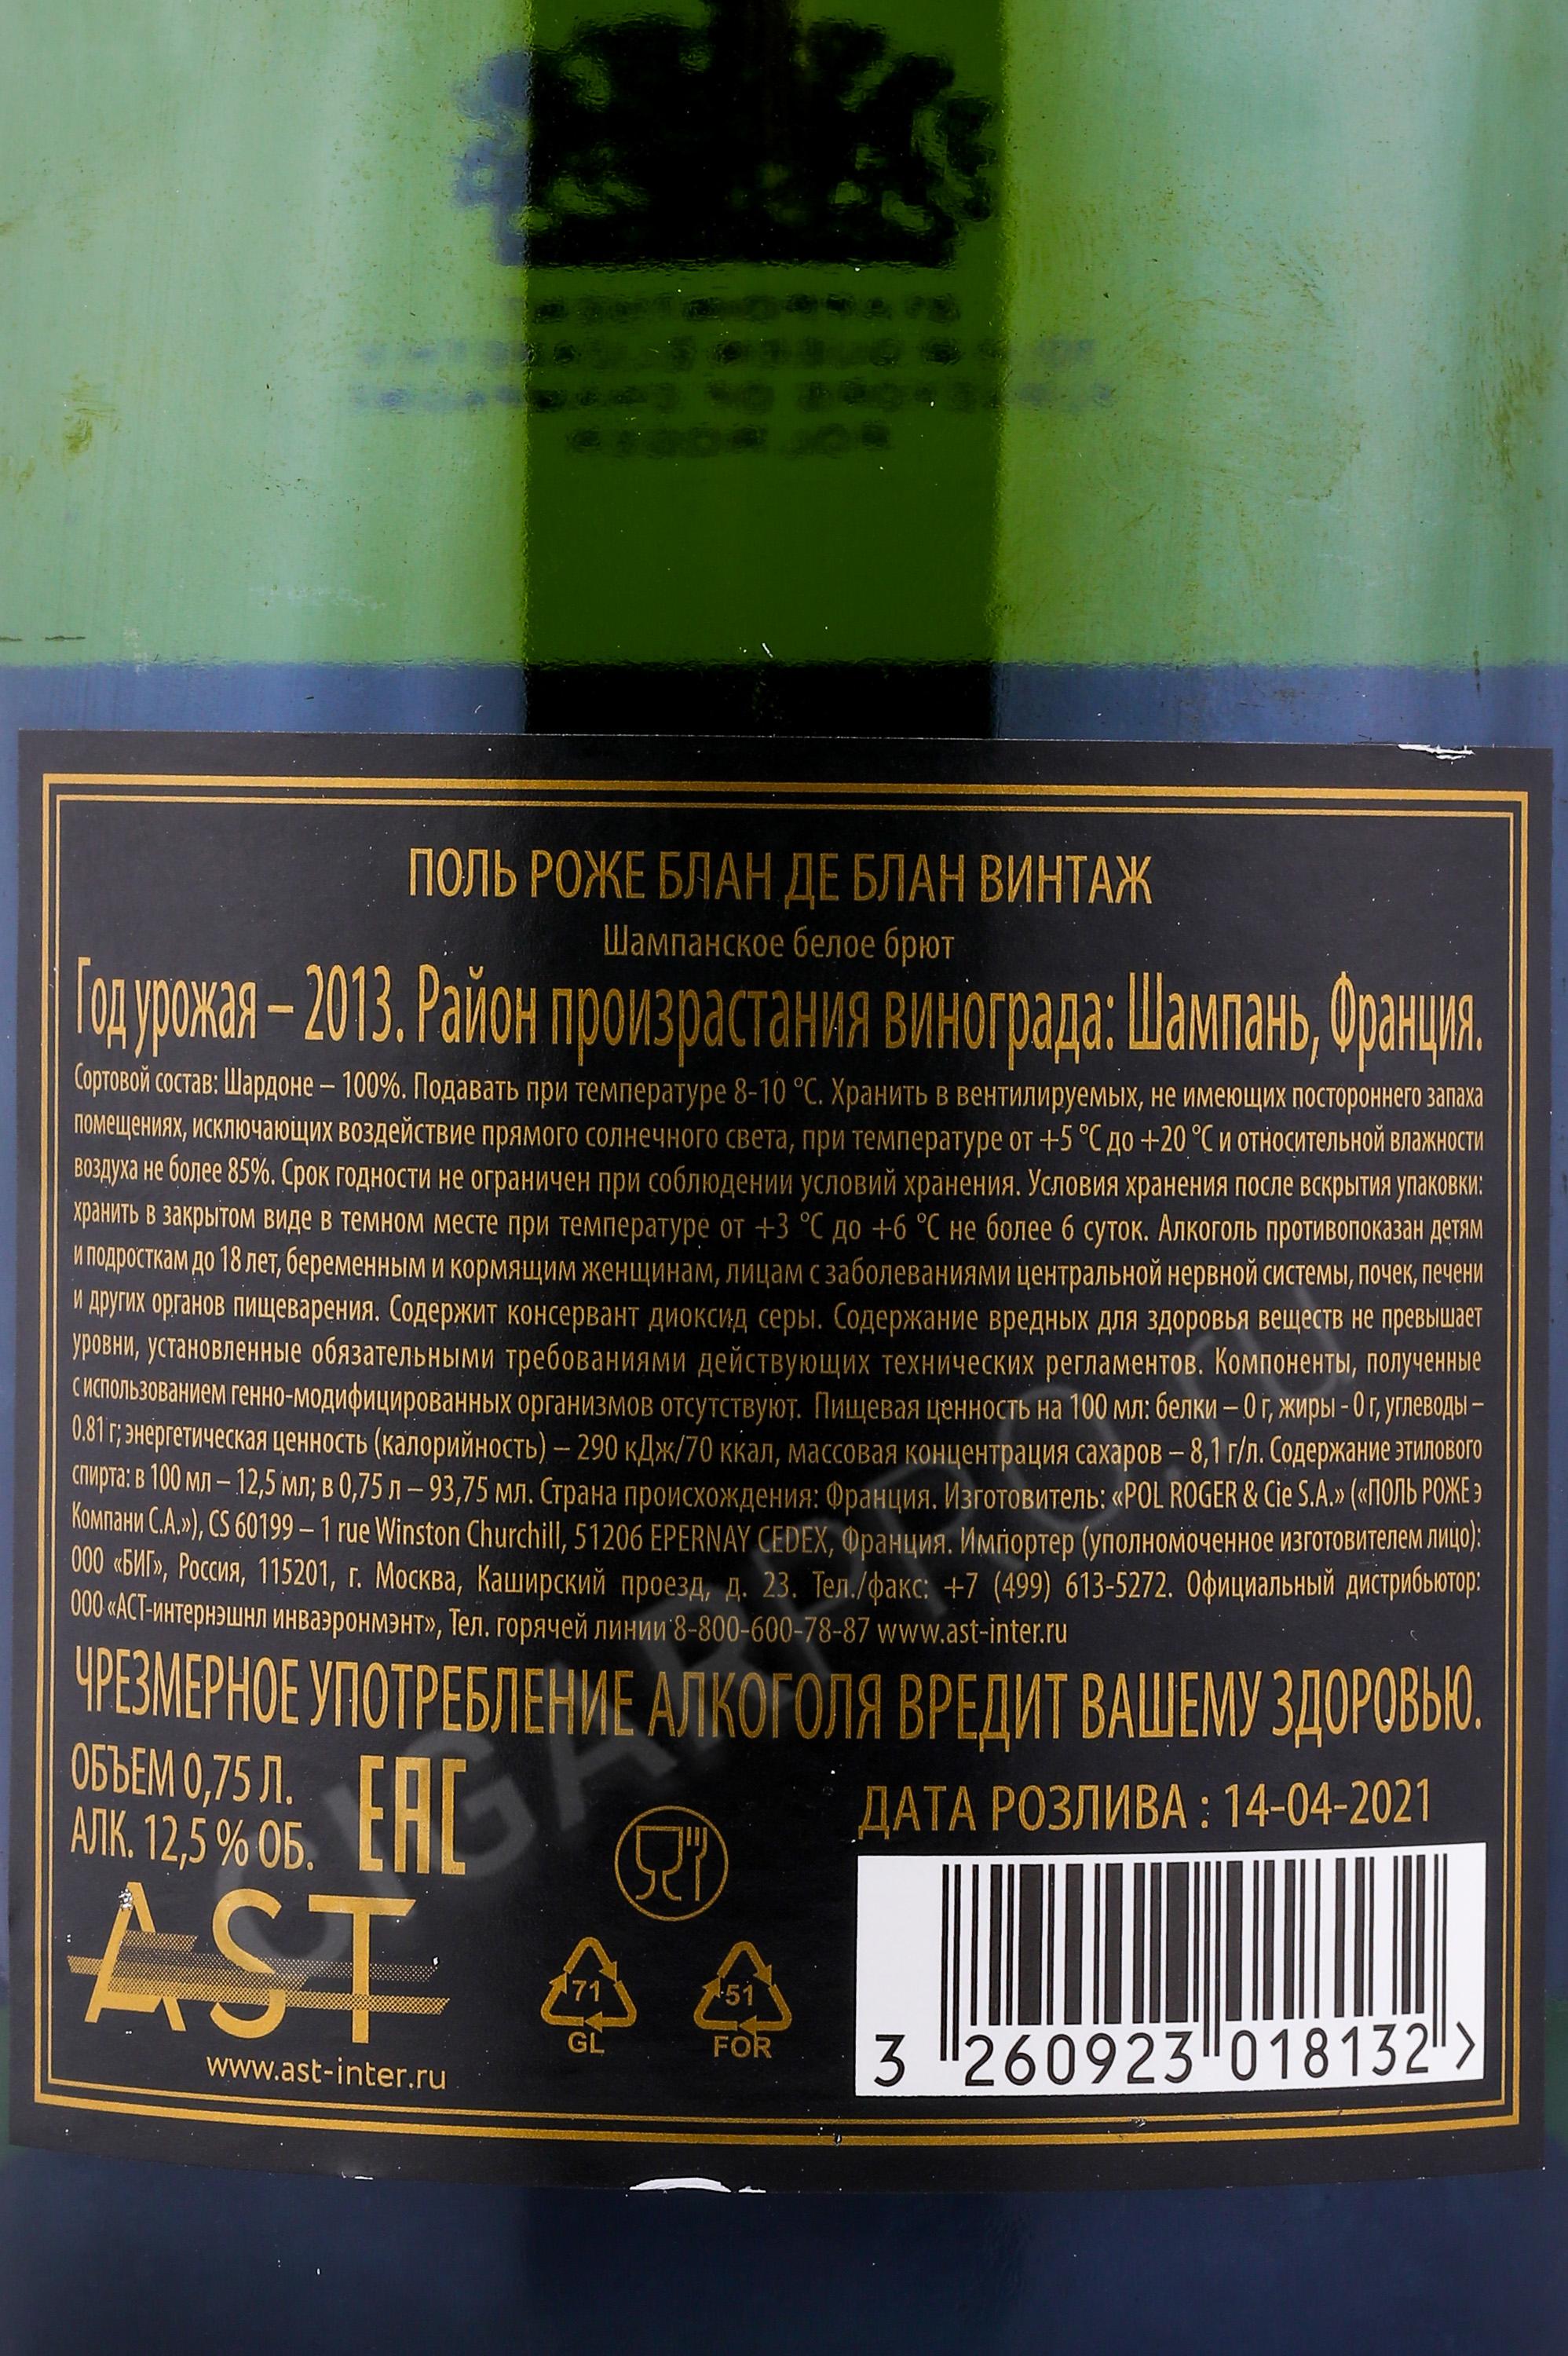 POL ROGER
ПОЛЬ РОЖЕ БЛАН ДЕ БЛАН ВИНТАЖ
Шампанское белое брют
Год урожая – 2013. Район произрастания винограда: Шампань, Франция.
Сортовой состав: Шардоне – 100%. Подавать при температуре 8-10 °С. Хранить в вентилируемых, не имеющих постороннего запаха
помещениях, исключающих воздействие прямого солнечного света, при температуре от +5 °С до +20 °С и относительной влажности
воздуха не более 85%. Срок годности не ограничен при соблюдении условий хранения. Условия хранения после вскрытия упаковки:
хранить в закрытом виде в темном месте при температуре от +3 °С до +6 °С не более 6 суток. Алкоголь противопоказан детям
и подросткам до 18 лет, беременным и кормящим женщинам, лицам с заболеваниями центральной нервной системы, почек, печени
и других органов пищеварения. Содержит консервант диоксид серы. Содержание вредных для здоровья веществ не превышает
уровни, установленные обязательными требованиями действующих технических регламентов. Компоненты, полученные
с использованием генно-модифицированных организмов отсутствуют. Пищевая ценность на 100 мл: белки – 0 г, жиры - 0 г, углеводы –
0.81 г; энергетическая ценность (калорийность) – 290 кДж/70 ккал, массовая концентрация сахаров – 8,1 г/л. Содержание этилового
спирта: в 100 мл – 12,5 мл; в 0,75 л – 93,75 мл. Страна происхождения: Франция. Изготовитель: «POL ROGER & Cie S.A.» («ПОЛЬ РОЖЕ э
Компани С.А.»), CS 60199 – 1 rue Winston Churchill, 51206 EPERNAY CEDEX, Франция. Импортер (уполномоченное изготовителем лицо):
ООО «БИГ», Россия, 115201, г. Москва, Каширский проезд, д. 23. Тел./факс: +7 (499) 613-5272. Официальный дистрибьютор:
ООО «АСТ-интернэшнл инваэронмэнт», Тел. горячей линии 8-800-600-78-87 www.ast-inter.ru
ЧРЕЗМЕРНОЕ УПОТРЕБЛЕНИЕ АЛКОГОЛЯ ВРЕДИТ ВАШЕМУ ЗДОРОВЬЮ.
ОБЪЕМ 0,75 Л.
АЛК. 12,5 % ОБ.
EAC
ДАТА РОЗЛИВА : 14-04-2021
AST
www.ast-inter.ru
71
GL
51
FOR
3 260923 018132 >
CIGARPRO.ru